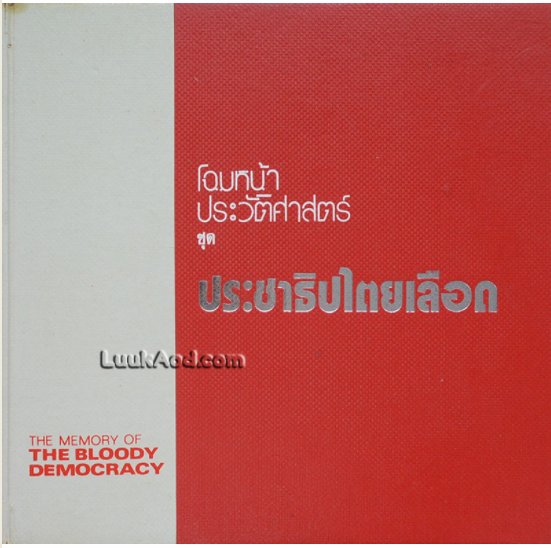 โฉมหน้า
ประวัติศาสตร์
ชุด
ประชาธิปไตยเลือด
LuukAod.com
THE MEMORY OF
THE BLOODY
DEMOCRACY